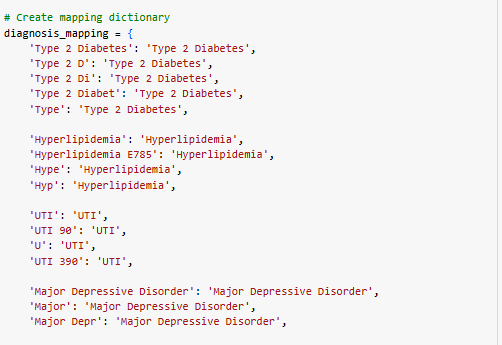 # Create mapping dictionary
diagnosis_mapping = {
    'Type 2 Diabetes': 'Type 2 Diabetes',
    'Type 2 D': 'Type 2 Diabetes',
    'Type 2 Di': 'Type 2 Diabetes',
    'Type 2 Diabet': 'Type 2 Diabetes',
    'Type': 'Type 2 Diabetes',

    'Hyperlipidemia': 'Hyperlipidemia',
    'Hyperlipidemia E785': 'Hyperlipidemia',
    'Hype': 'Hyperlipidemia',
    'Hyp': 'Hyperlipidemia',

    'UTI': 'UTI',
    'UTI 90': 'UTI',
    'U': 'UTI',
    'UTI 390': 'UTI',

    'Major Depressive Disorder': 'Major Depressive Disorder',
    'Major': 'Major Depressive Disorder',
    'Major Depr': 'Major Depressive Disorder',